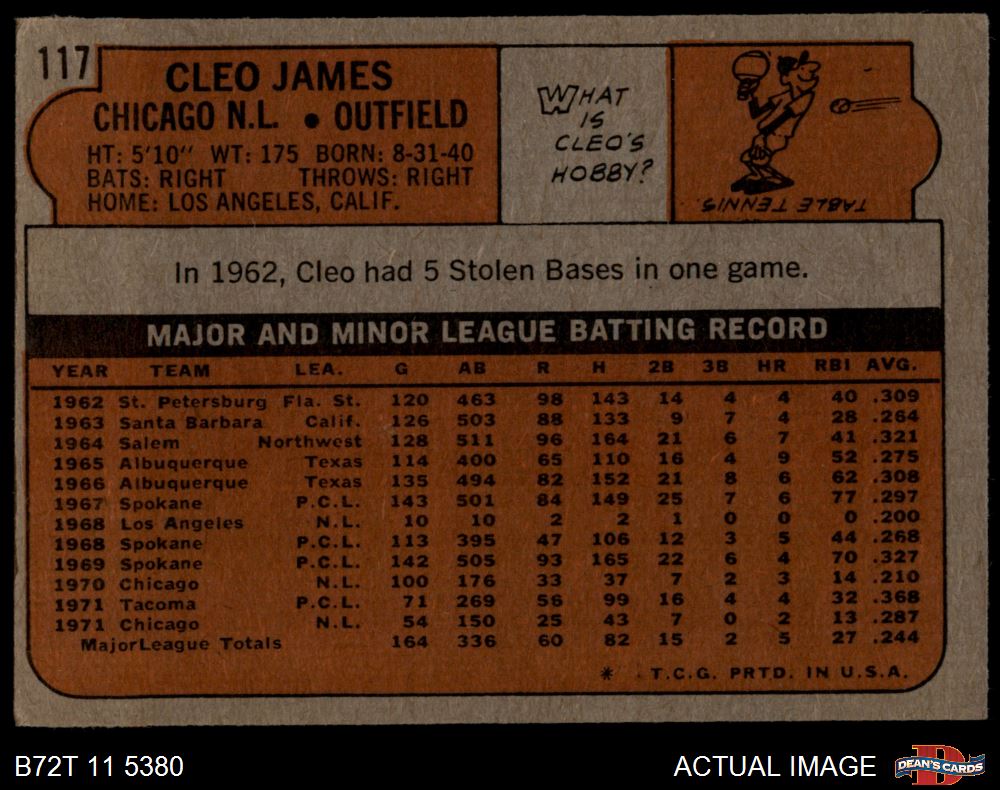 117
CLEO JAMES
CHICAGO N.L. • OUTFIELD
HT: 5'10" WT: 175 BORN: 8-31-40
BATS: RIGHT THROWS: RIGHT
HOME: LOS ANGELES, CALIF.
WHAT
IS
CLEO'S
HOBBY?
TABLE TENNIS
In 1962, Cleo had 5 Stolen Bases in one game.
MAJOR AND MINOR LEAGUE BATTING RECORD
YEAR TEAM LEA. G AB R H 2B 3B HR RBI AVG.
1962 St. Petersburg Fla. St. 120 463 98 143 14 4 4 40 .309
1963 Santa Barbara Calif. 126 503 88 133 9 7 4 28 .264
1964 Salem Northwest 128 511 96 164 21 6 7 41 .321
1965 Albuquerque Texas 114 400 65 110 16 4 9 52 .275
1966 Albuquerque Texas 135 494 82 152 21 8 6 62 .308
1967 Spokane P.C.L. 143 501 84 149 25 7 6 77 .297
1968 Los Angeles N.L. 10 10 2 2 1 0 0 0 .200
1968 Spokane P.C.L. 113 395 47 106 12 3 5 44 .268
1969 Spokane P.C.L. 142 505 93 165 22 6 4 70 .327
1970 Chicago N.L. 100 176 33 37 7 2 3 14 .210
1971 Tacoma P.C.L. 71 269 56 99 16 4 4 32 .368
1971 Chicago N.L. 54 150 25 43 7 0 2 13 .287
Major League Totals 164 336 60 82 15 2 5 27 .244
* T.C.G. PRTD. IN U.S.A.
B72T 11 5380
ACTUAL IMAGE
D
DEAN'S CARDS